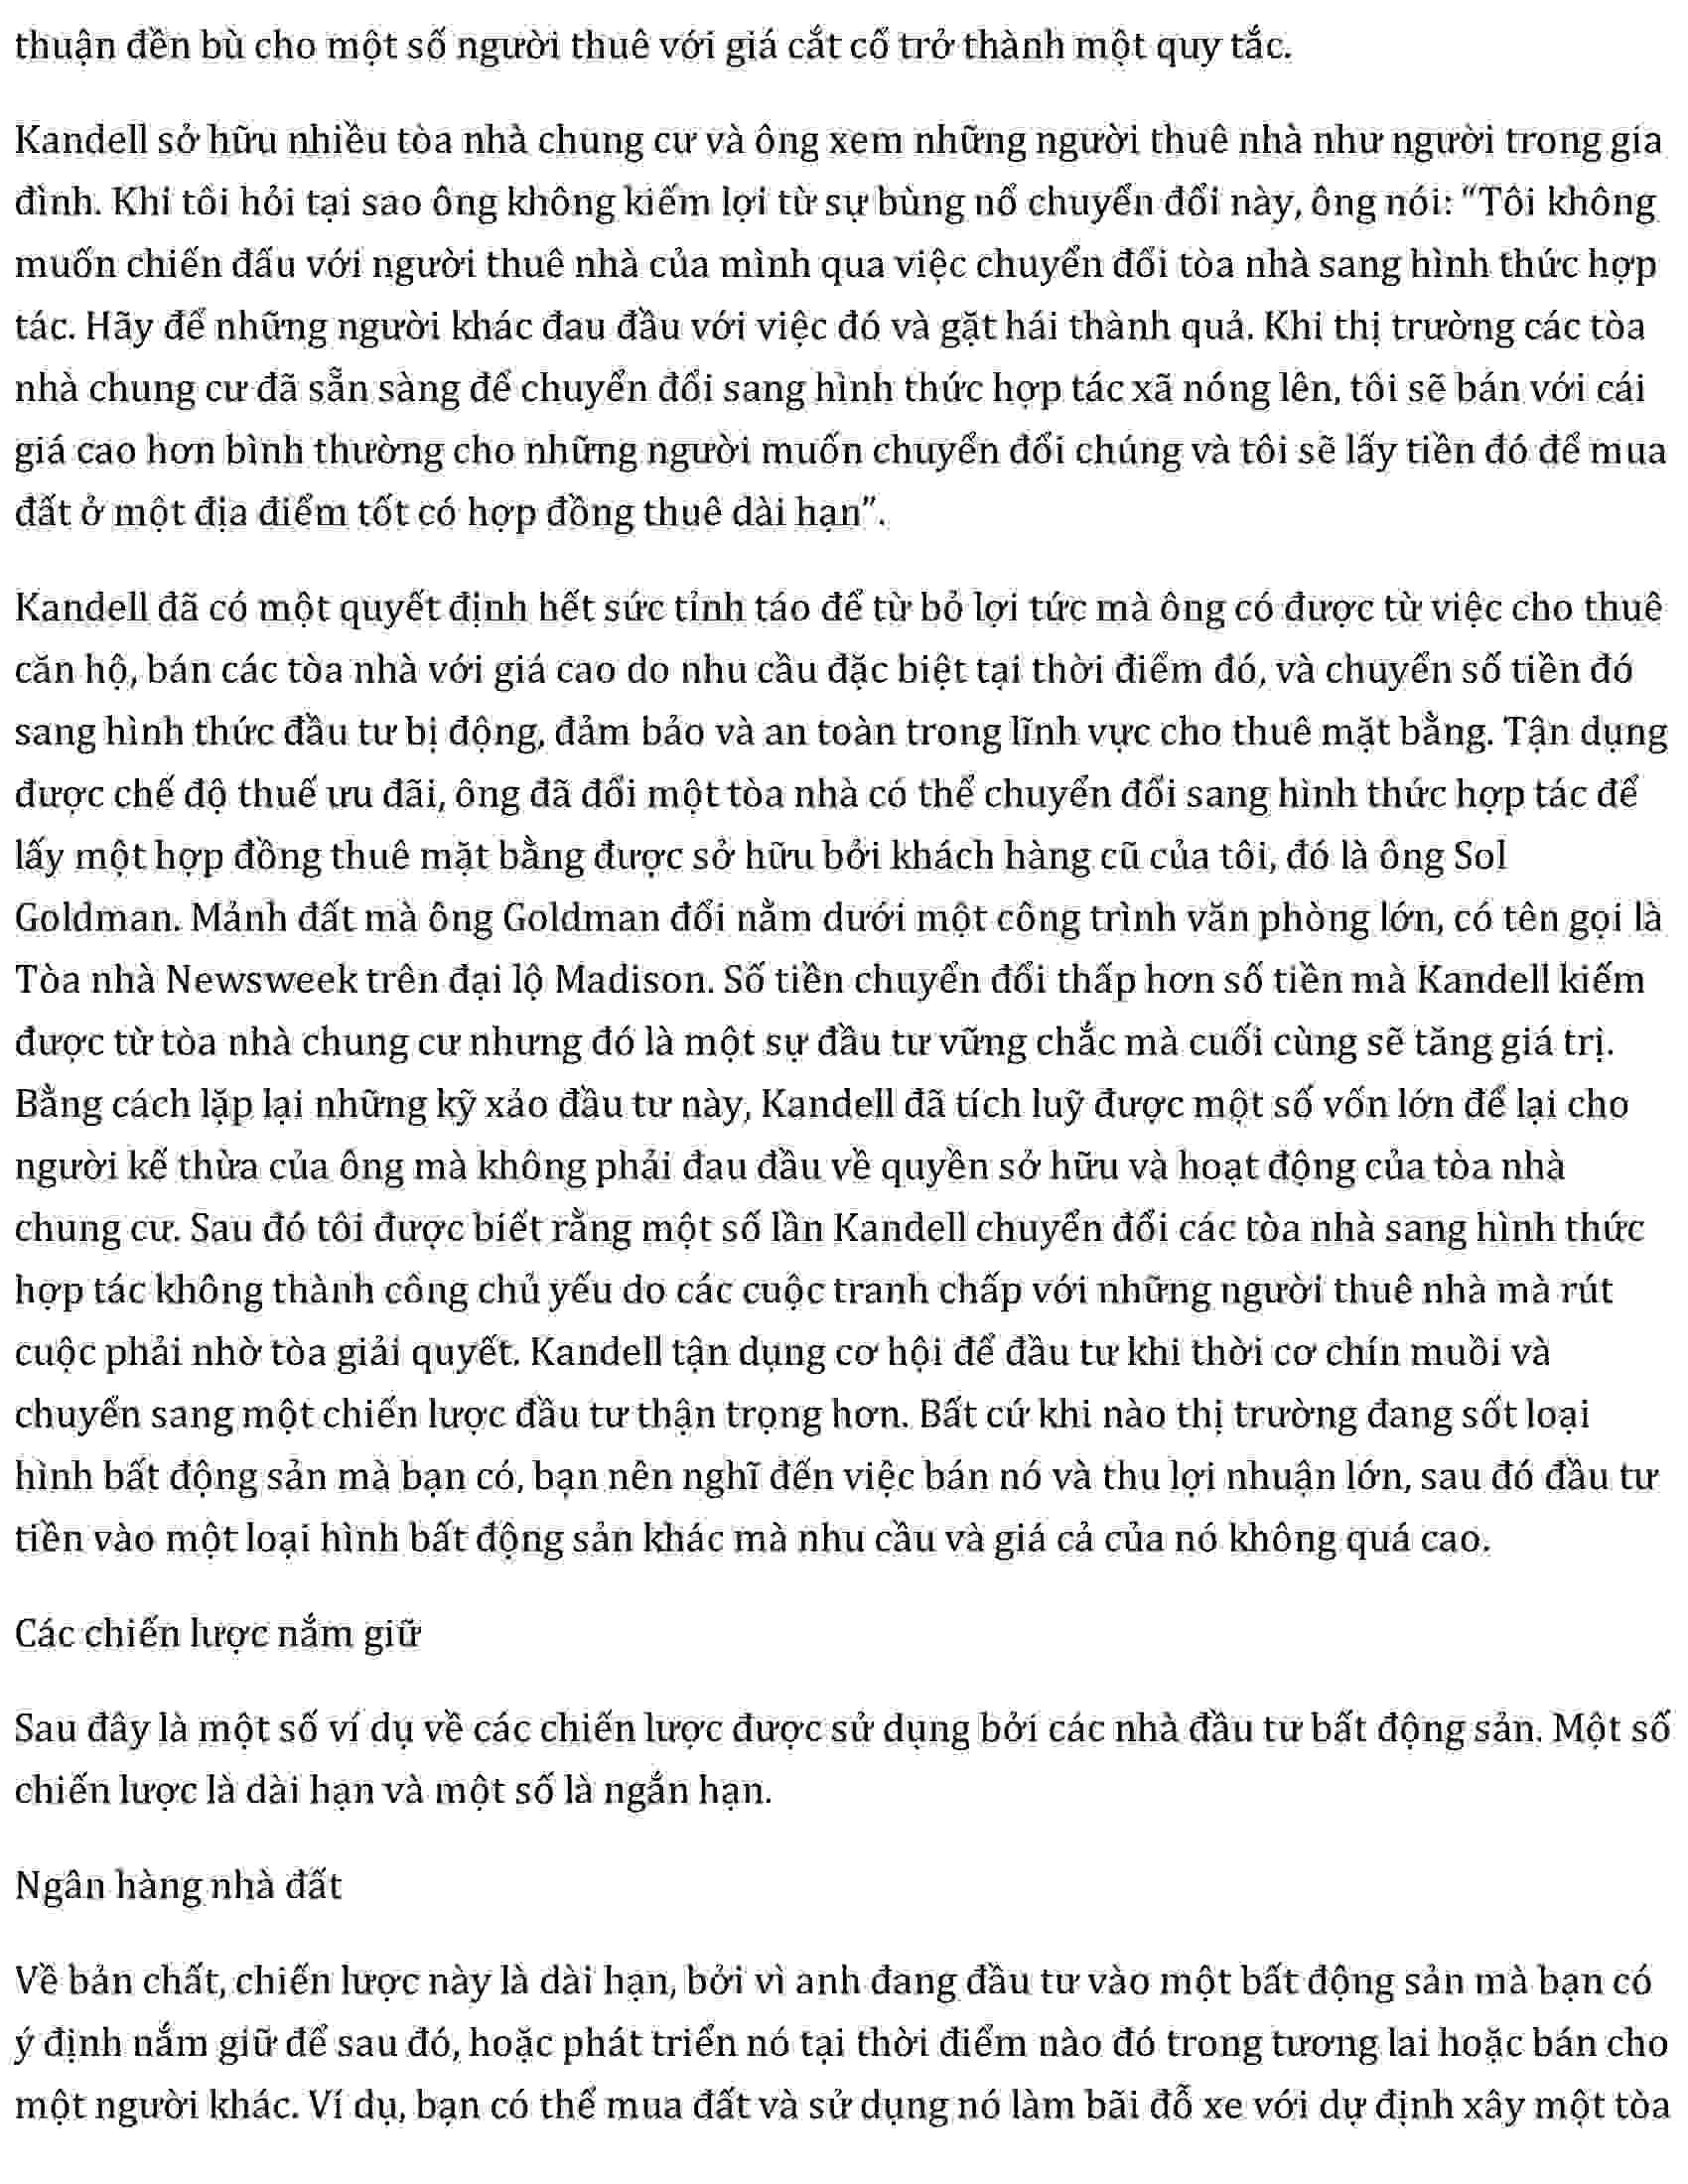 thuận đền bù cho một số người thuê với giá cắt cổ trở thành một quy tắc.
Kandell sở hữu nhiều tòa nhà chung cư và ông xem những người thuê nhà như người trong gia
đình. Khi tôi hỏi tại sao ông không kiếm lợi từ sự bùng nổ chuyển đổi này, ông nói: “Tôi không
muốn chiến đấu với người thuê nhà của mình qua việc chuyển đổi tòa nhà sang hình thức hợp
tác. Hãy để những người khác đau đầu với việc đó và gặt hái thành quả. Khi thị trường các tòa
nhà chung cư đã sẵn sàng để chuyển đổi sang hình thức hợp tác xã nóng lên, tôi sẽ bán với cái
giá cao hơn bình thường cho những người muốn chuyển đổi chúng và tôi sẽ lấy tiền đó để mua
đất ở một địa điểm tốt có hợp đồng thuê dài hạn”.
Kandell đã có một quyết định hết sức tỉnh táo để từ bỏ lợi tức mà ông có được từ việc cho thuê
căn hộ, bán các tòa nhà với giá cao do nhu cầu đặc biệt tại thời điểm đó, và chuyển số tiền đó
sang hình thức đầu tư bị động, đảm bảo và an toàn trong lĩnh vực cho thuê mặt bằng. Tận dụng
được chế độ thuế ưu đãi, ông đã đổi một tòa nhà có thể chuyển đổi sang hình thức hợp tác để
lấy một hợp đồng thuê mặt bằng được sở hữu bởi khách hàng cũ của tôi, đó là ông Sol
Goldman. Mảnh đất mà ông Goldman đổi nằm dưới một công trình văn phòng lớn, có tên gọi là
Tòa nhà Newsweek trên đại lộ Madison. Số tiền chuyển đổi thấp hơn số tiền mà Kandell kiếm
được từ tòa nhà chung cư nhưng đó là một sự đầu tư vững chắc mà cuối cùng sẽ tăng giá trị.
Bằng cách lặp lại những kỹ xảo đầu tư này, Kandell đã tích luỹ được một số vốn lớn để lại cho
người kế thừa của ông mà không phải đau đầu về quyền sở hữu và hoạt động của tòa nhà
chung cư. Sau đó tôi được biết rằng một số lần Kandell chuyển đổi các tòa nhà sang hình thức
hợp tác không thành công chủ yếu do các cuộc tranh chấp với những người thuê nhà mà rút
cuộc phải nhờ tòa giải quyết. Kandell tận dụng cơ hội để đầu tư khi thời cơ chín muồi và
chuyển sang một chiến lược đầu tư thận trọng hơn. Bất cứ khi nào thị trường đang sốt loại
hình bất động sản mà bạn có, bạn nên nghĩ đến việc bán nó và thu lợi nhuận lớn, sau đó đầu tư
tiền vào một loại hình bất động sản khác mà nhu cầu và giá cả của nó không quá cao.
Các chiến lược nắm giữ
Sau đây là một số ví dụ về các chiến lược được sử dụng bởi các nhà đầu tư bất động sản. Một số
chiến lược là dài hạn và một số là ngắn hạn.
Ngân hàng nhà đất
Về bản chất, chiến lược này là dài hạn, bởi vì anh đang đầu tư vào một bất động sản mà bạn có
ý định nắm giữ để sau đó, hoặc phát triển nó tại thời điểm nào đó trong tương lai hoặc bán cho
một người khác. Ví dụ, bạn có thể mua đất và sử dụng nó làm bãi đỗ xe với dự định xây một tòa